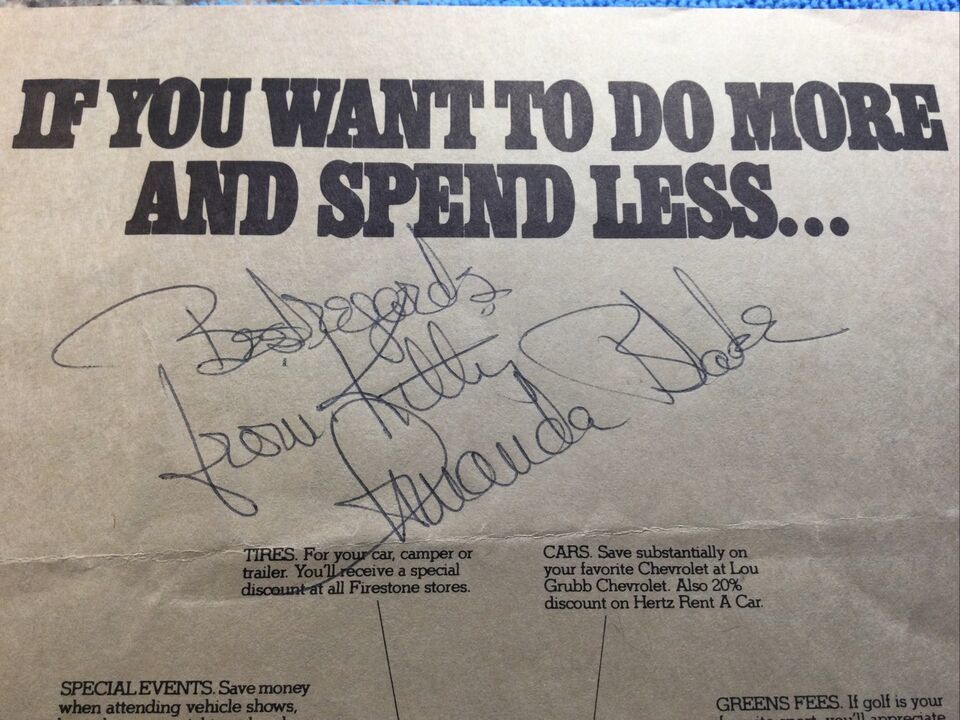 IF YOU WANT TO DO MORE
AND SPEND LESS...
Best regards
from Kitty
Amanda Blake
TIRES. For your car, camper or
trailer. You'll receive a special
discount at all Firestone stores.
CARS. Save substantially on
your favorite Chevrolet at Lou
Grubb Chevrolet. Also 20%
discount on Hertz Rent A Car.
SPECIAL EVENTS. Save money
when attending vehicle shows,
GREENS FEES. If golf is your